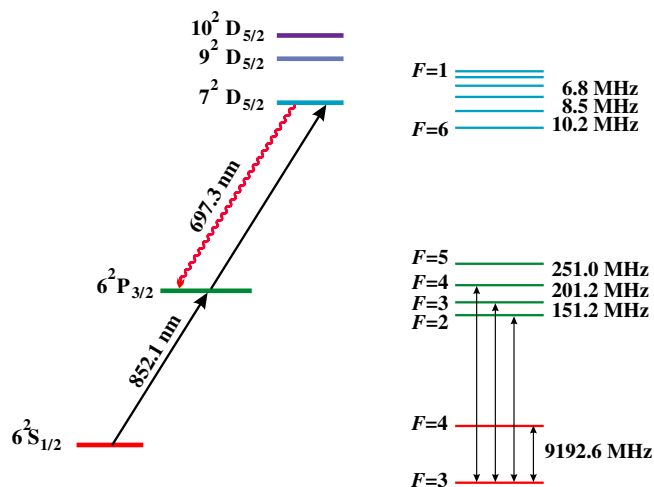 10² D5/2
9² D5/2
7² D5/2
697.3 nm
6²P3/2
852.1 nm
6²S1/2
F=1
6.8 MHz
8.5 MHz
F=6
10.2 MHz
F=5
251.0 MHz
F=4
201.2 MHz
F=3
151.2 MHz
F=2
F=4
9192.6 MHz
F=3